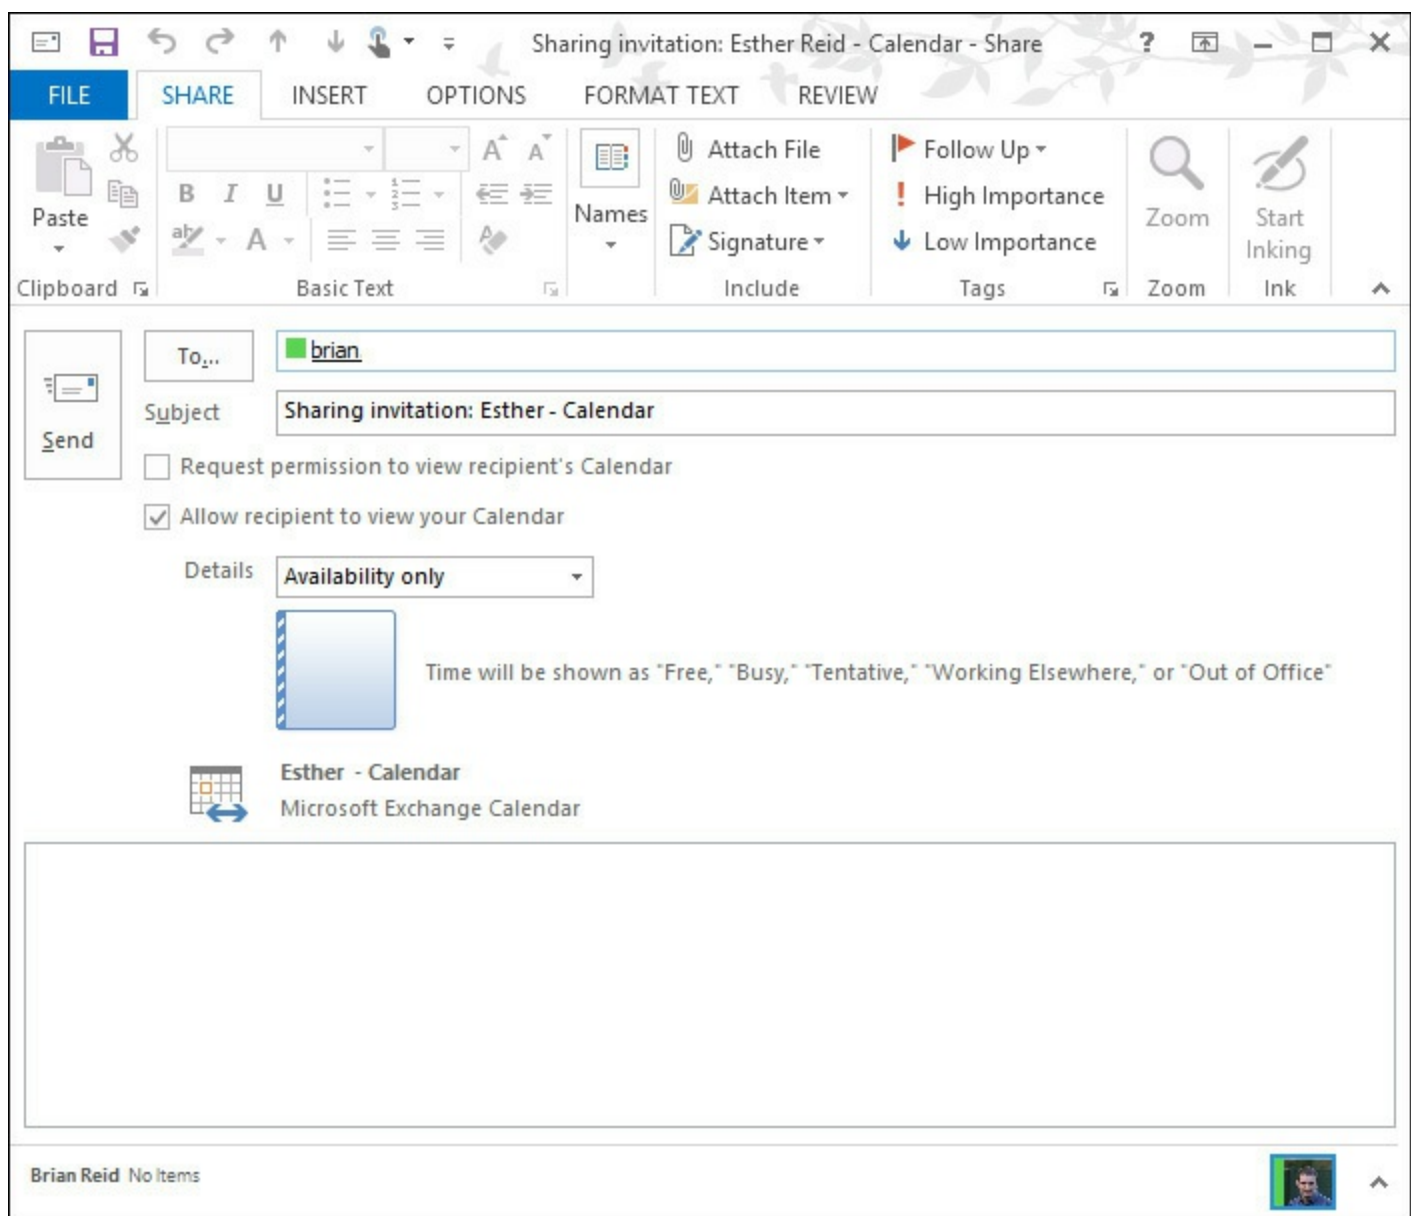 Sharing invitation: Esther Reid - Calendar - Share ?
FILE SHARE INSERT OPTIONS FORMAT TEXT REVIEW
Paste
Clipboard
A A
B I U
ab A
Basic Text
Names
Attach File
Attach Item
Signature
Include
Follow Up
! High Importance
Low Importance
Tags
Zoom
Zoom
Start
Inking
Ink
Send
To...
brian
Subject
Sharing invitation: Esther - Calendar
Request permission to view recipient's Calendar
Allow recipient to view your Calendar
Details
Availability only
Time will be shown as "Free," "Busy," "Tentative," "Working Elsewhere," or "Out of Office"
Esther - Calendar
Microsoft Exchange Calendar
Brian Reid No Items